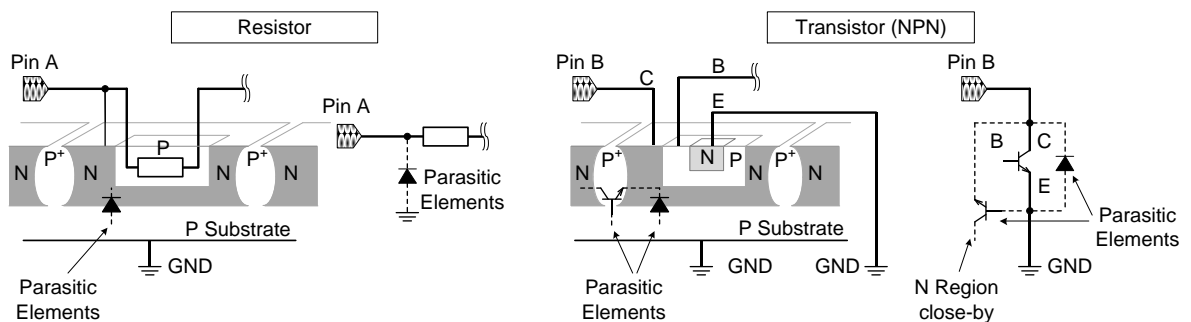 Resistor
Transistor (NPN)
Pin A
Pin B
Pin B
C
B
E
Pin A
N
P+
N
P
N
P+
N
N
P+
N
N
P
N
P+
N
B
C
E
Parasitic
Elements
P Substrate
GND
Parasitic
Elements
P Substrate
GND
GND
Parasitic
Elements
GND
Parasitic
Elements
N Region
close-by